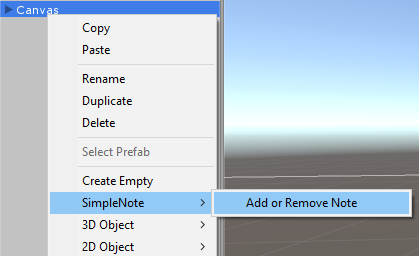 Canvas
Copy
Paste
Rename
Duplicate
Delete
Select Prefab
Create Empty
SimpleNote
Add or Remove Note
3D Object
2D Object